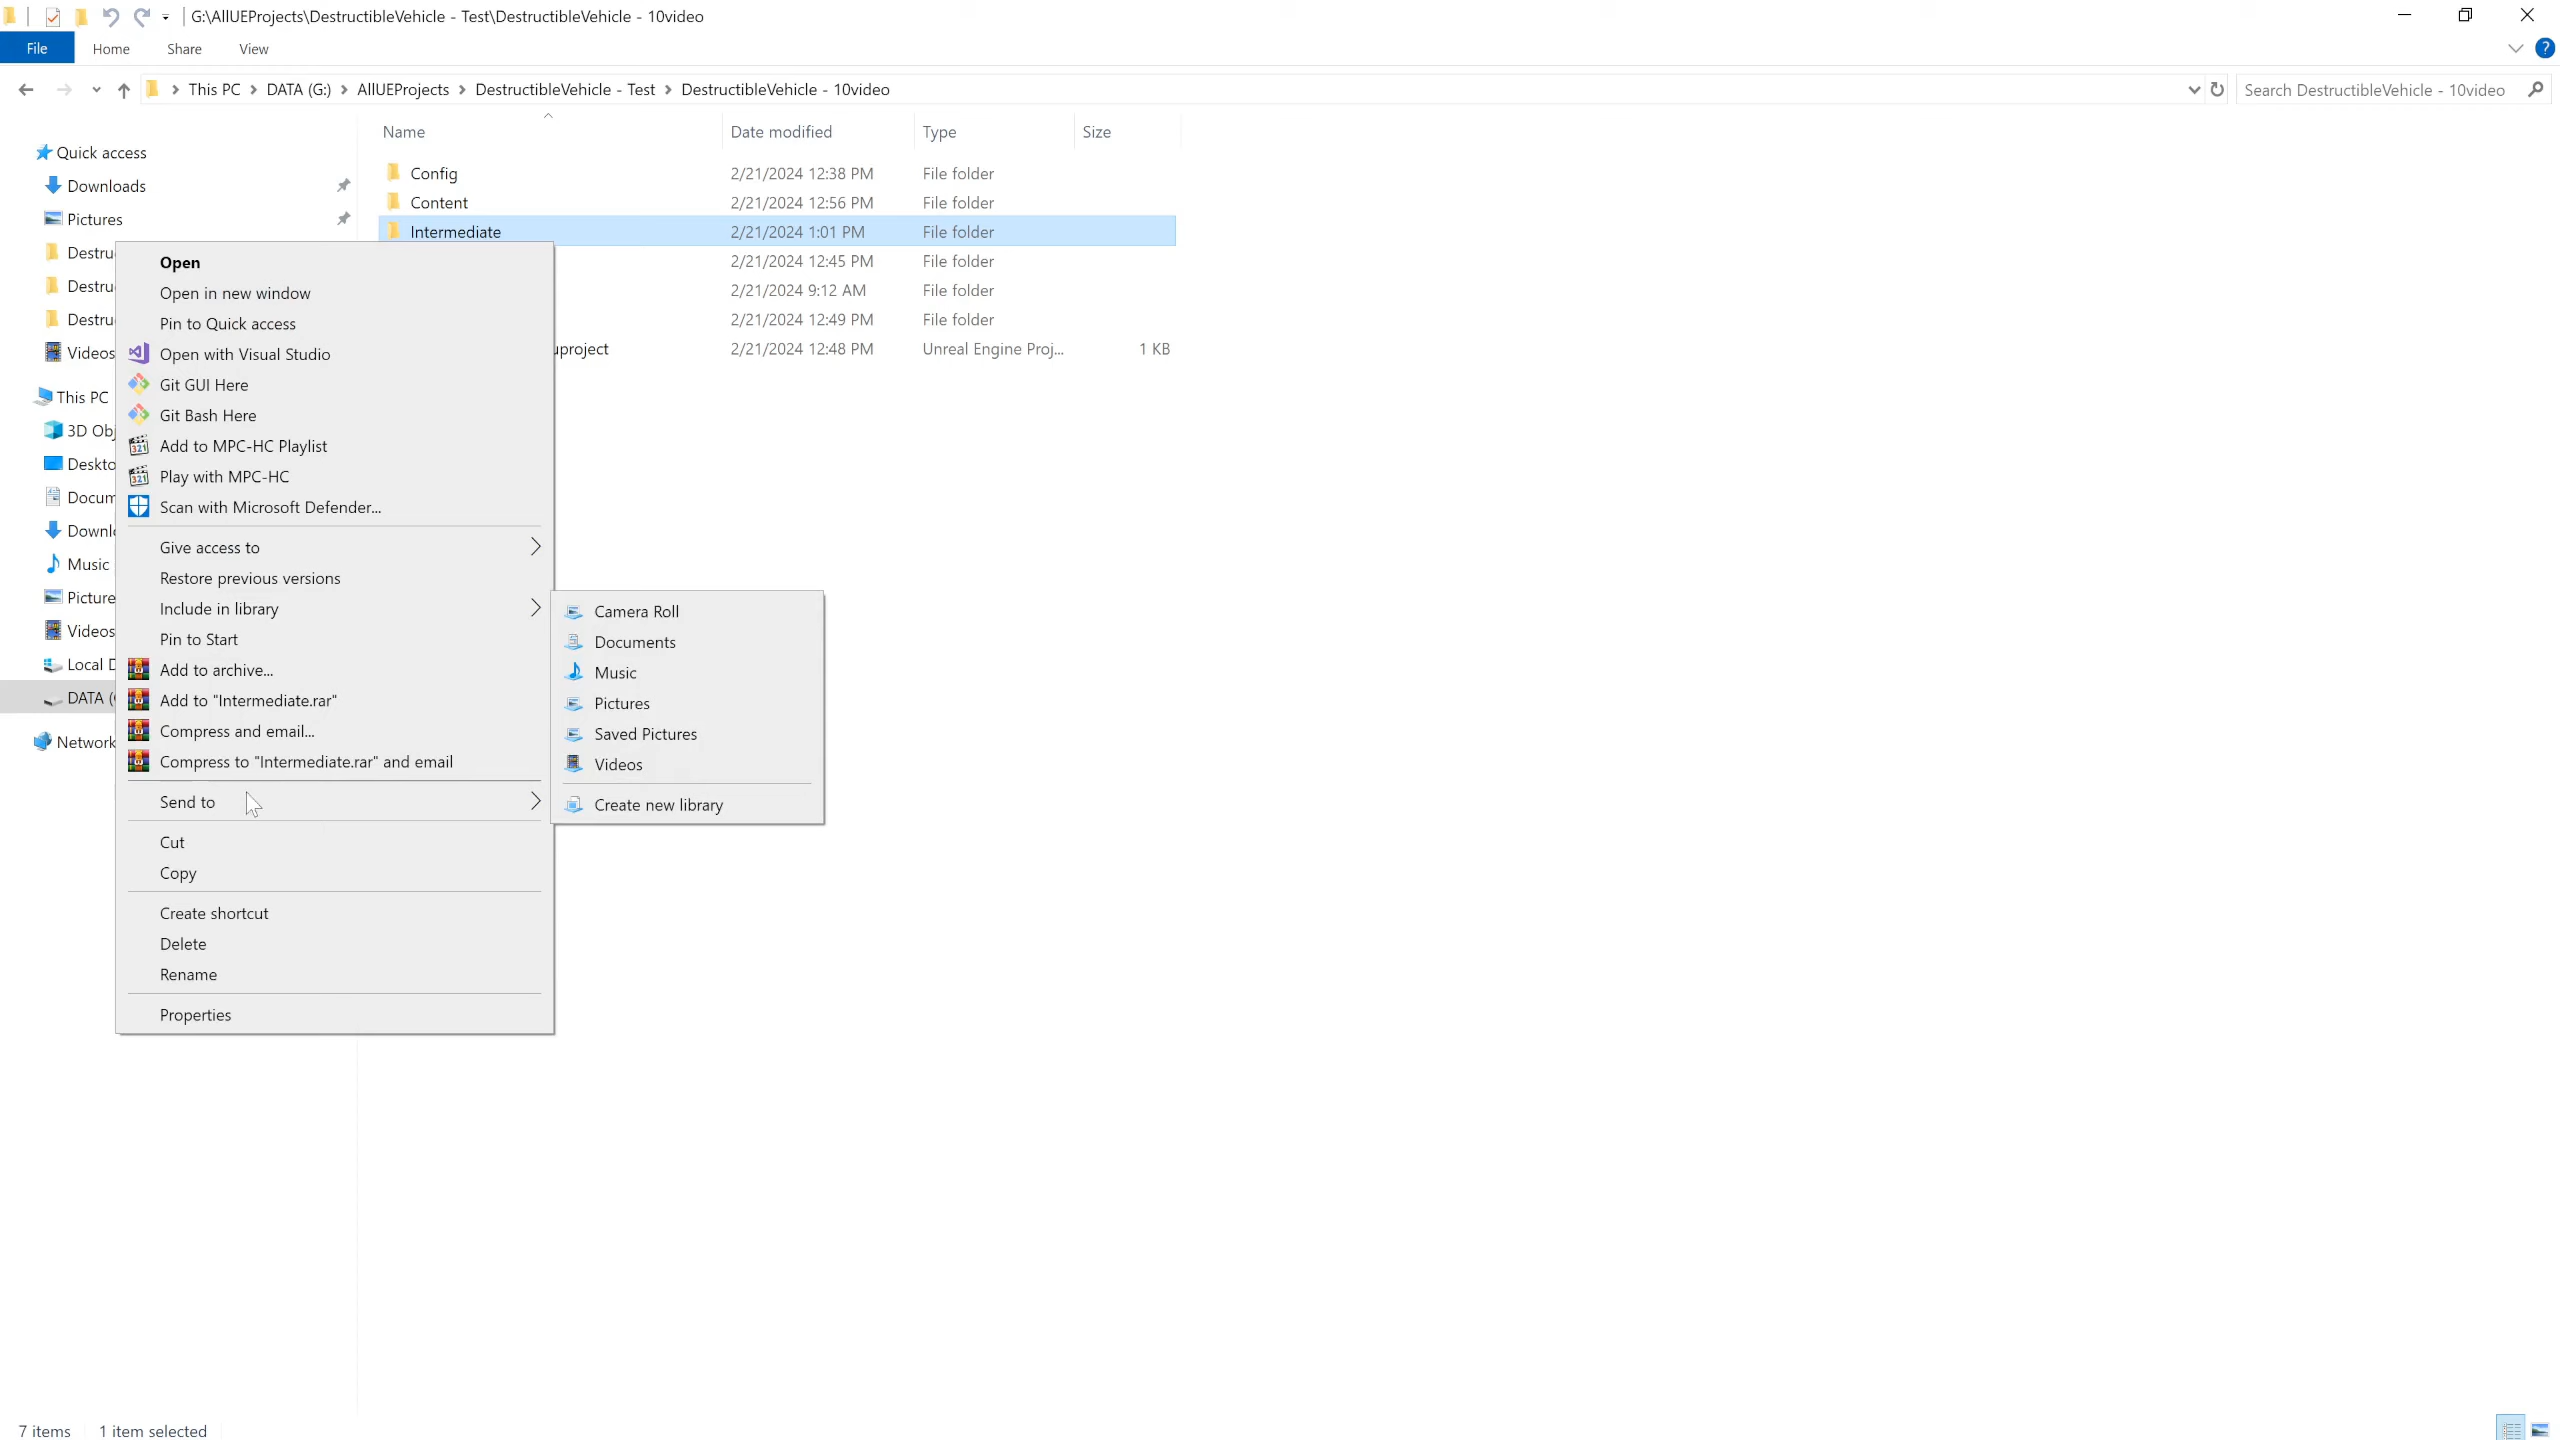 G:\AllUEProjects\DestructibleVehicle - Test\DestructibleVehicle - 10video
File Home Share View
This PC > DATA (G:) > AllUEProjects > DestructibleVehicle - Test > DestructibleVehicle - 10video
Search DestructibleVehicle - 10video
Name Date modified Type Size
Quick access
Downloads
Pictures
Destru
Destru
Destru
Videos
This PC
3D Obj
Deskto
Docum
Downl
Music
Picture
Videos
Local D
DATA (
Network
Config 2/21/2024 12:38 PM File folder
Content 2/21/2024 12:56 PM File folder
Intermediate 2/21/2024 1:01 PM File folder
2/21/2024 12:45 PM File folder
2/21/2024 9:12 AM File folder
2/21/2024 12:49 PM File folder
uproject 2/21/2024 12:48 PM Unreal Engine Proj... 1 KB
Open
Open in new window
Pin to Quick access
Open with Visual Studio
Git GUI Here
Git Bash Here
Add to MPC-HC Playlist
Play with MPC-HC
Scan with Microsoft Defender...
Give access to
Restore previous versions
Include in library
Pin to Start
Add to archive...
Add to "Intermediate.rar"
Compress and email...
Compress to "Intermediate.rar" and email
Send to
Cut
Copy
Create shortcut
Delete
Rename
Properties
Camera Roll
Documents
Music
Pictures
Saved Pictures
Videos
Create new library
7 items 1 item selected